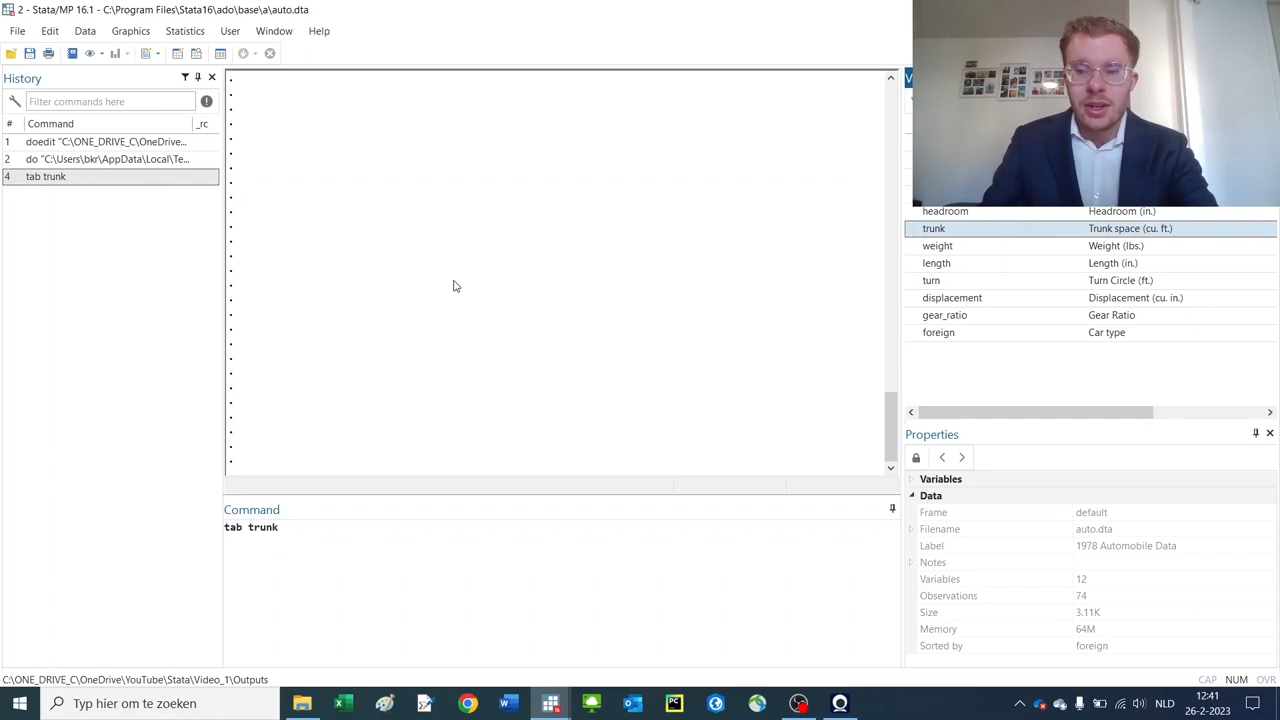 2 - Stata/MP 16.1 - C:\Program Files\Stata16\ado\base\a\auto.dta
File Edit Data Graphics Statistics User Window Help
History
Filter commands here
# Command _rc
1 doedit "C:\ONE_DRIVE_C\OneDrive...
2 do "C:\Users\bkr\AppData\Local\Te...
4 tab trunk
headroom Headroom (in.)
trunk Trunk space (cu. ft.)
weight Weight (lbs.)
length Length (in.)
turn Turn Circle (ft.)
displacement Displacement (cu. in.)
gear_ratio Gear Ratio
foreign Car type
Command
tab trunk
Properties
Variables
Data
Frame default
Filename auto.dta
Label 1978 Automobile Data
Notes
Variables 12
Observations 74
Size 3.11K
Memory 64M
Sorted by foreign
C:\ONE_DRIVE_C\OneDrive\YouTube\Stata\Video_1\Outputs
CAP NUM OVR
Typ hier om te zoeken
NLD
12:41
26-2-2023